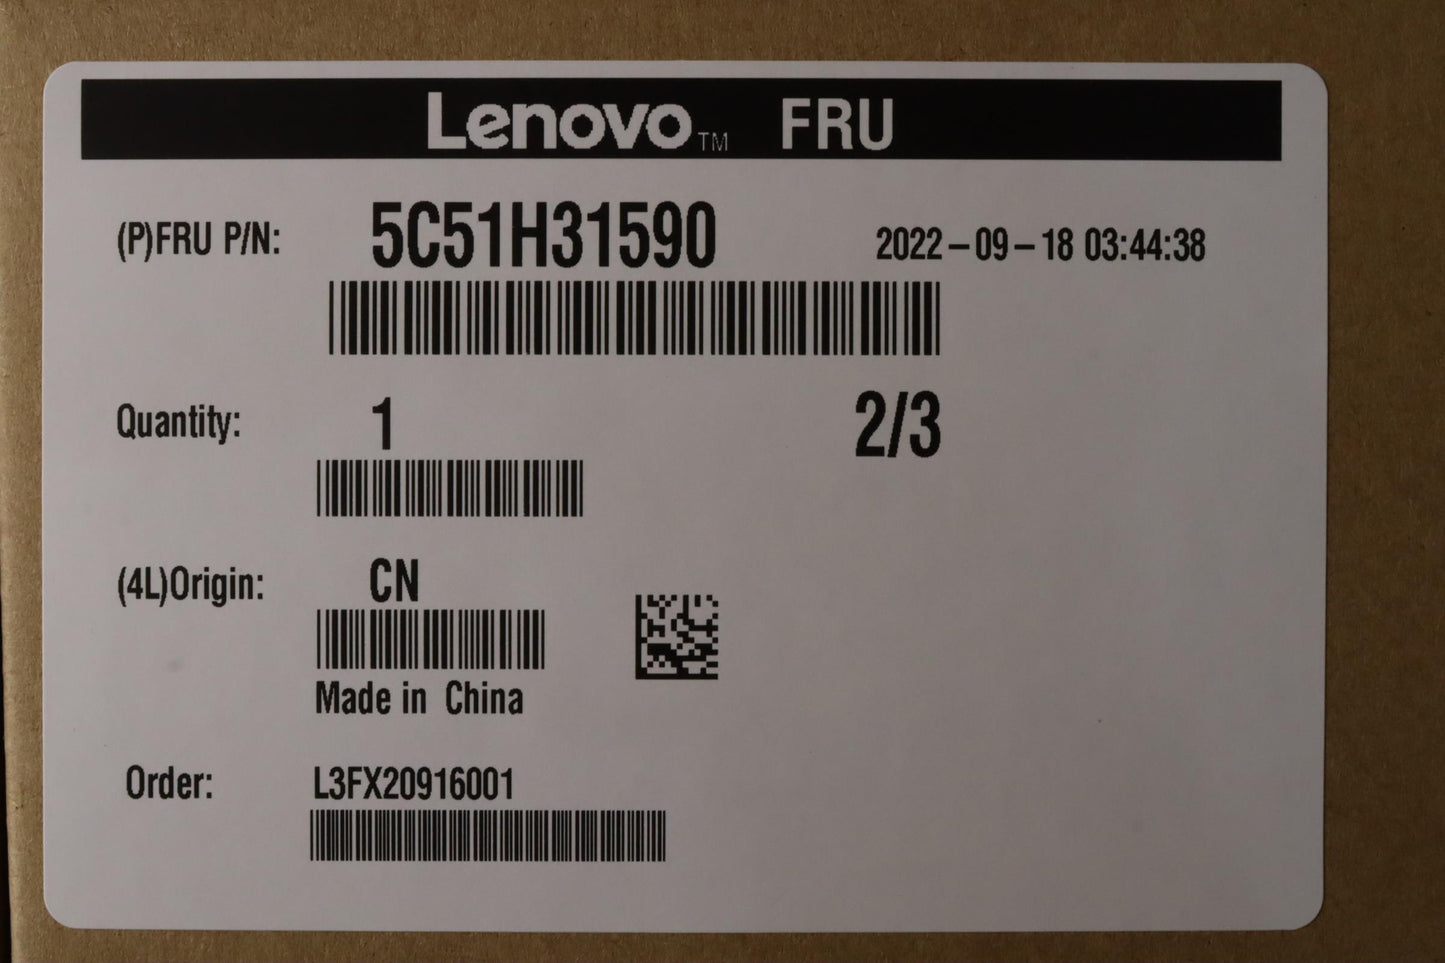 Lenovo™ FRU
(P)FRU P/N: 5C51H31590 2022-09-18 03:44:38
Quantity: 1 2/3
(4L)Origin: CN
Made in China
Order: L3FX20916001